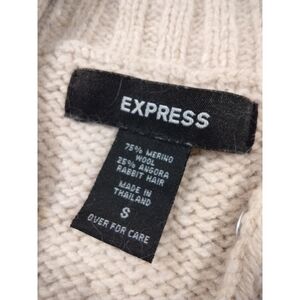 EXPRESS
75% MERINO
WOOL
25% ANGORA
RABBIT HAIR
MADE IN
THAILAND
S
OVER FOR CARE